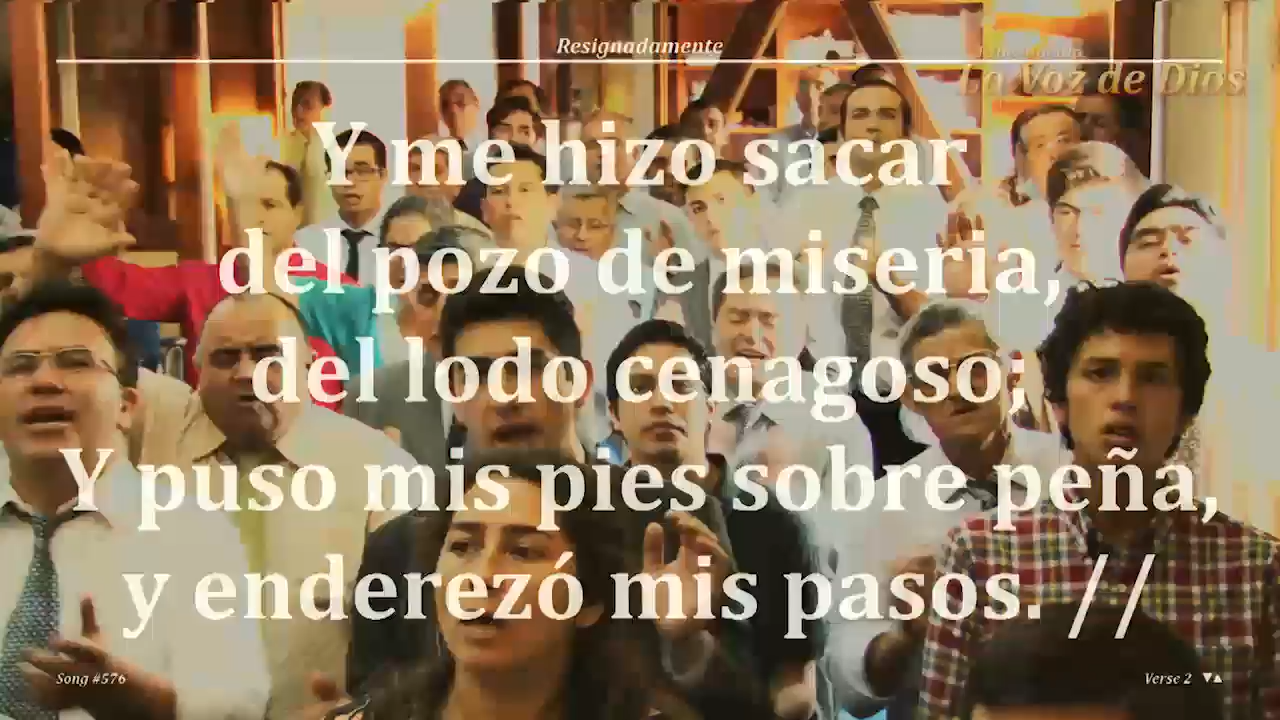 Resignadamente
La Voz de Dios
Y me hizo sacar
del pozo de miseria,
del lodo cenagoso;
Y puso mis pies sobre peña,
y enderezó mis pasos. //
Song #576
Verse 2 ▼▲